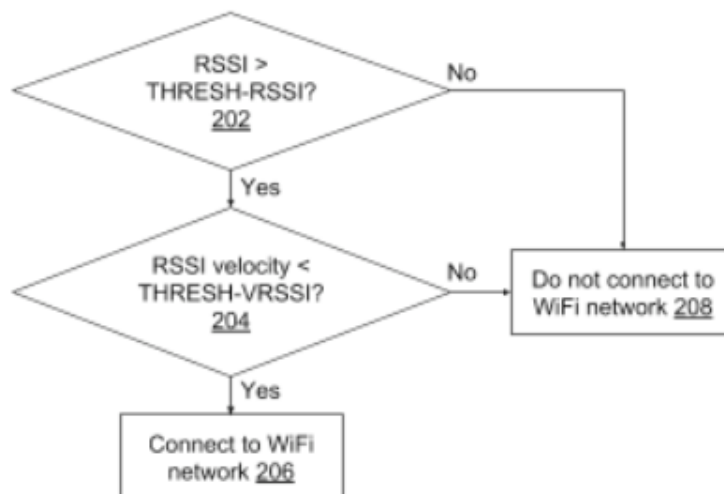 RSSI >
THRESH-RSSI?
202
No
Yes
RSSI velocity <
THRESH-VRSSI?
204
No
Do not connect to
WiFi network 208
Yes
Connect to WiFi
network 206